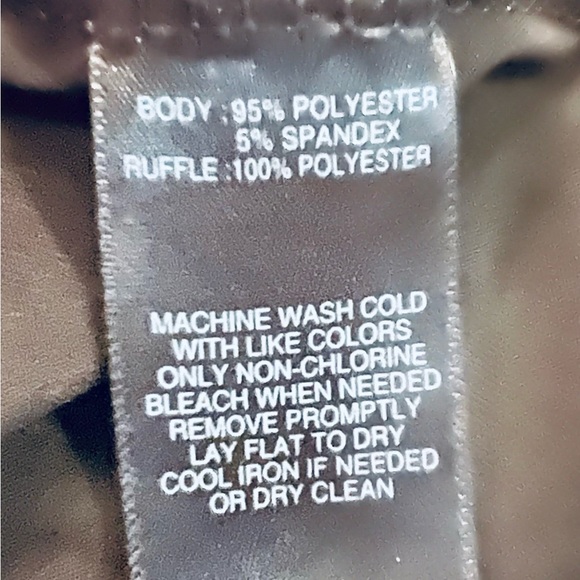 BODY : 95% POLYESTER
5% SPANDEX
RUFFLE : 100% POLYESTER
MACHINE WASH COLD
WITH LIKE COLORS
ONLY NON-CHLORINE
BLEACH WHEN NEEDED
REMOVE PROMPTLY
LAY FLAT TO DRY
COOL IRON IF NEEDED
OR DRY CLEAN